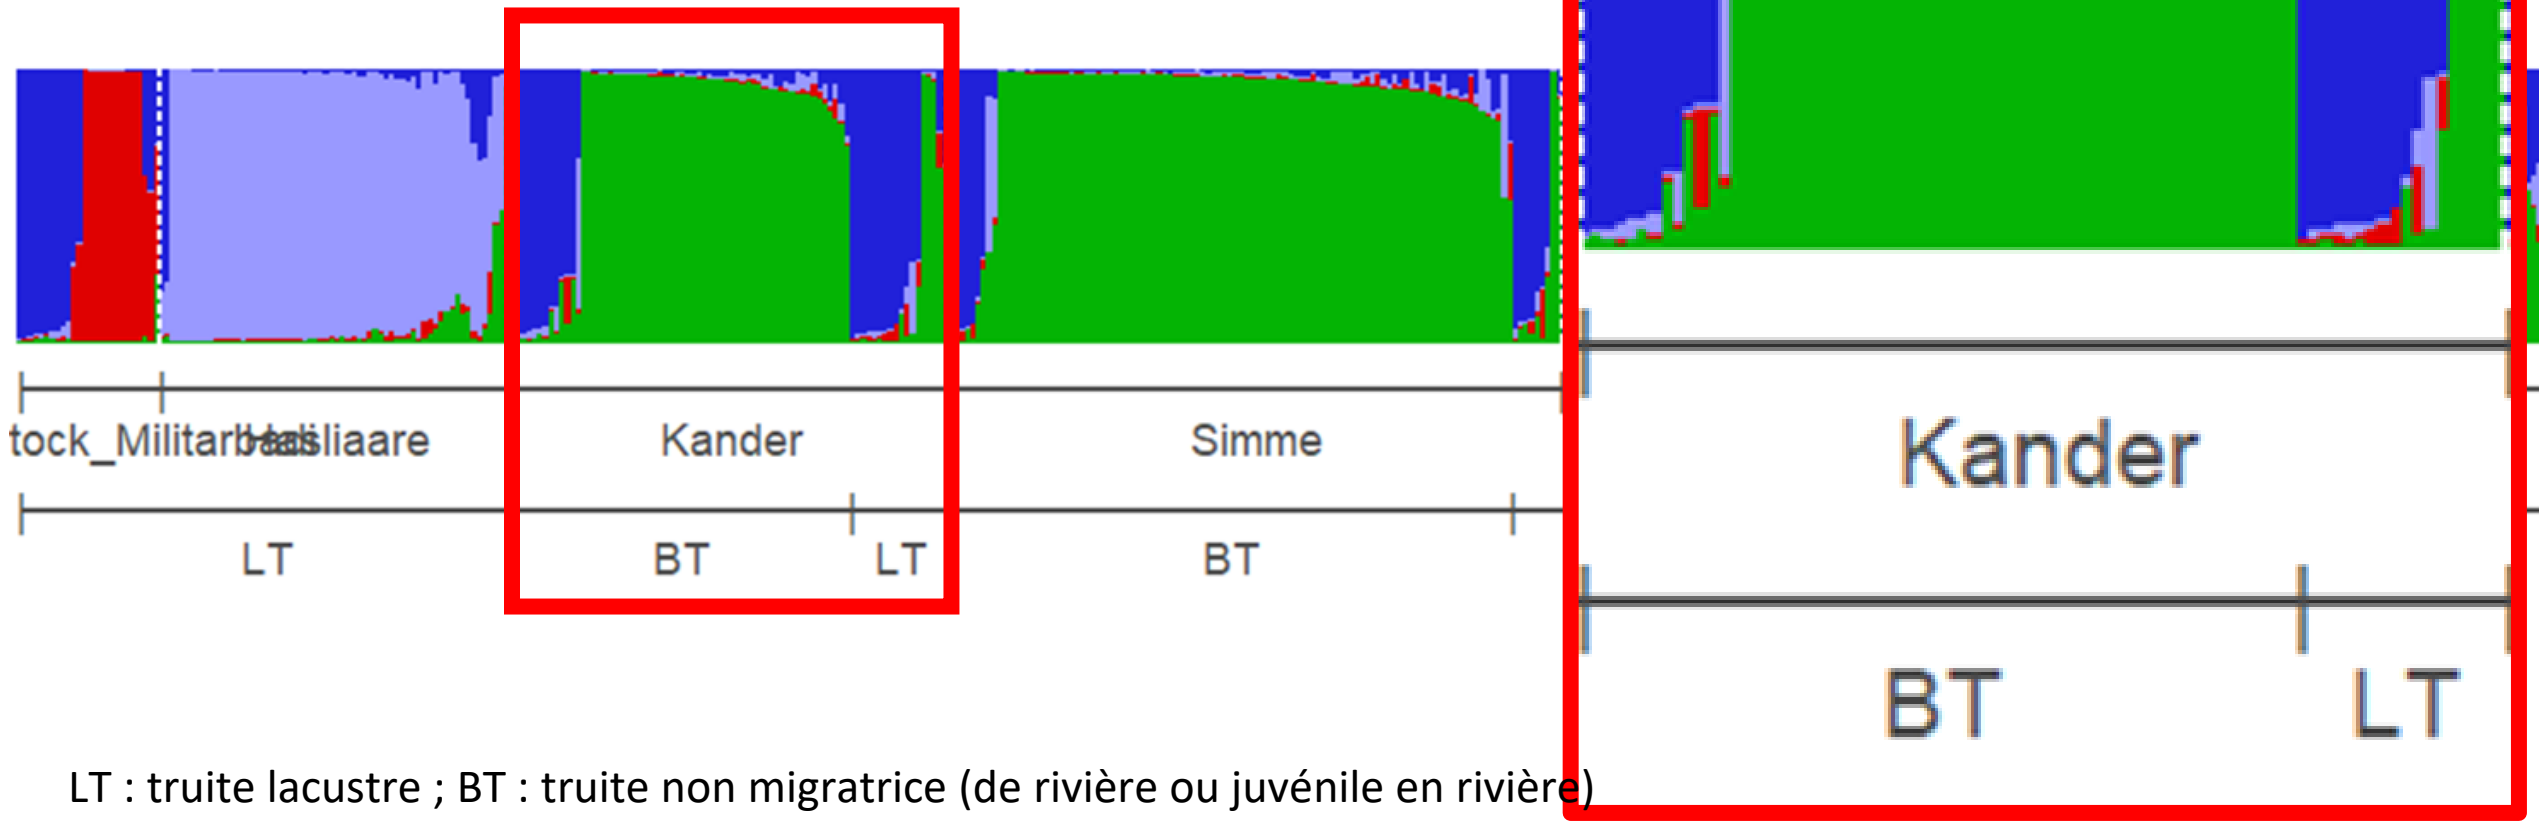 tock_Militarbad Hasliaare Kander Simme
LT BT LT BT
Kander
BT LT
LT : truite lacustre ; BT : truite non migratrice (de rivière ou juvénile en rivière)